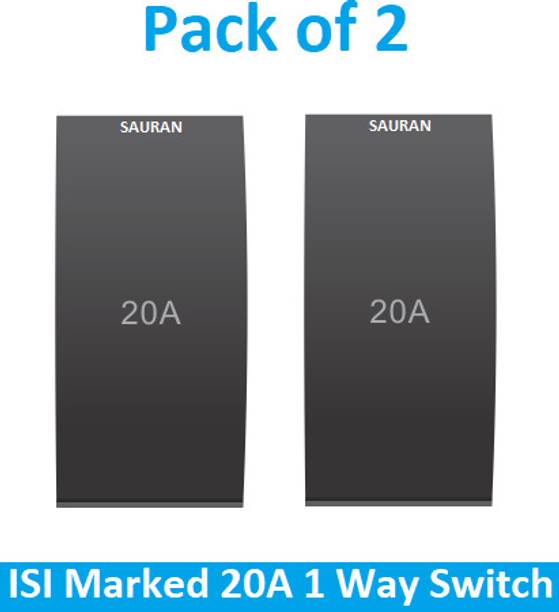 Pack of 2
SAURAN
SAURAN
20A
20A
ISI Marked 20A 1 Way Switch